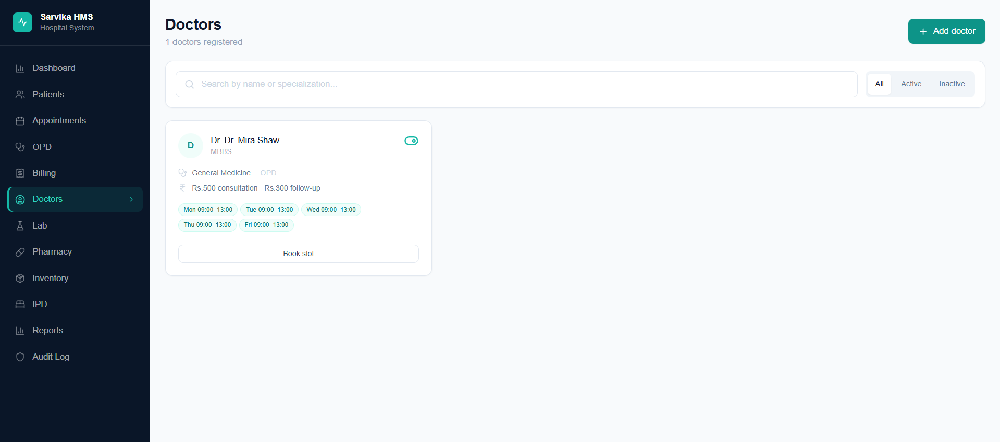 Sarvika HMS
Hospital System
Dashboard
Patients
Appointments
OPD
Billing
Doctors
Lab
Pharmacy
Inventory
IPD
Reports
Audit Log
Doctors
1 doctors registered
Add doctor
Search by name or specialization...
All Active Inactive
D
Dr. Dr. Mira Shaw
MBBS
General Medicine · OPD
Rs.500 consultation · Rs.300 follow-up
Mon 09:00–13:00 Tue 09:00–13:00 Wed 09:00–13:00
Thu 09:00–13:00 Fri 09:00–13:00
Book slot